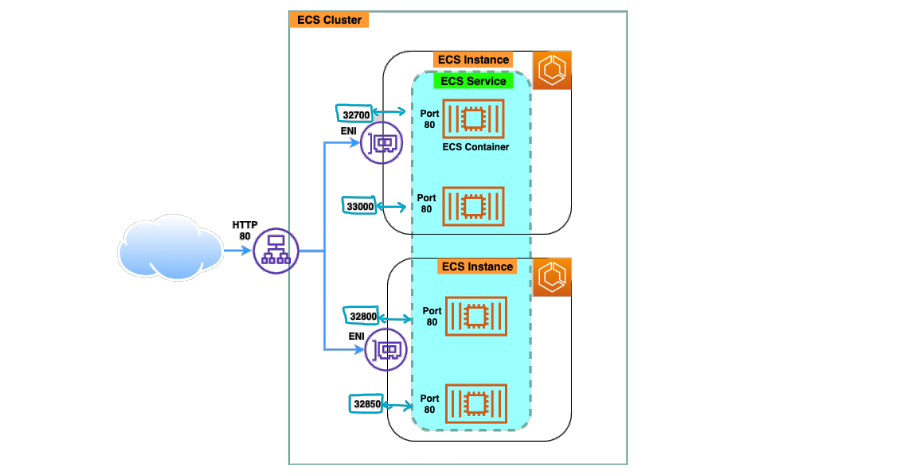 ECS Cluster
ECS Instance
ECS Service
32700
Port
80
ENI
ECS Container
33000
Port
80
HTTP
80
ECS Instance
32800
Port
80
ENI
32850
Port
80